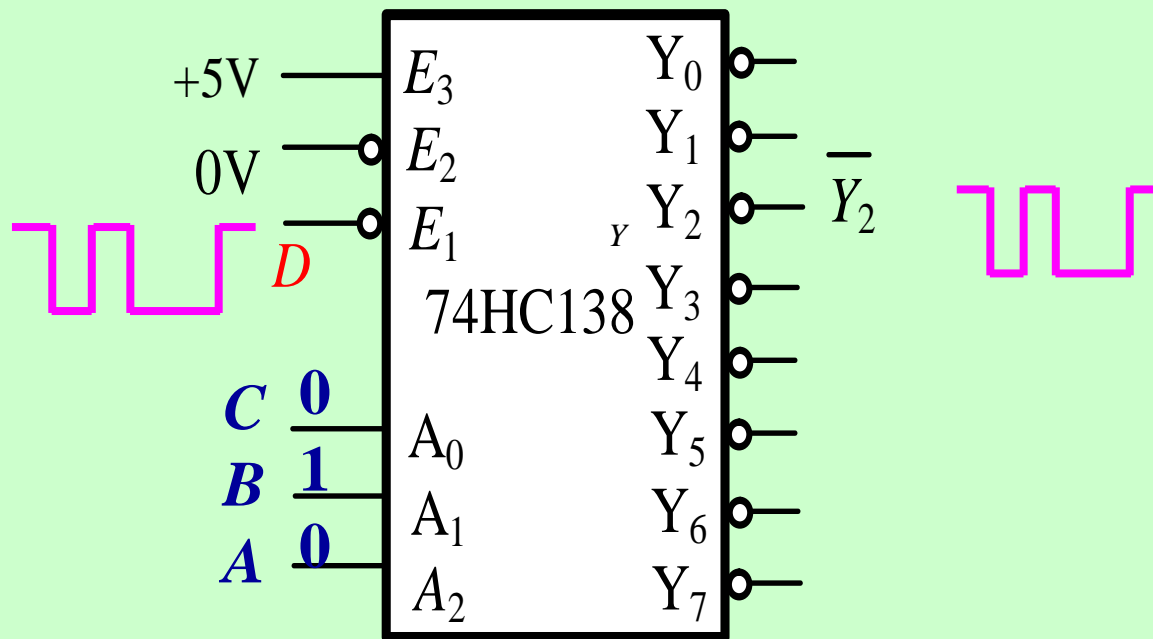 +5V E₃ Y₀
0V E₂ Y₁
D E₁ Y Y₂ Y̅₂
74HC138 Y₃
Y₄
C 0 A₀ Y₅
B 1 A₁ Y₆
A 0 A₂ Y₇